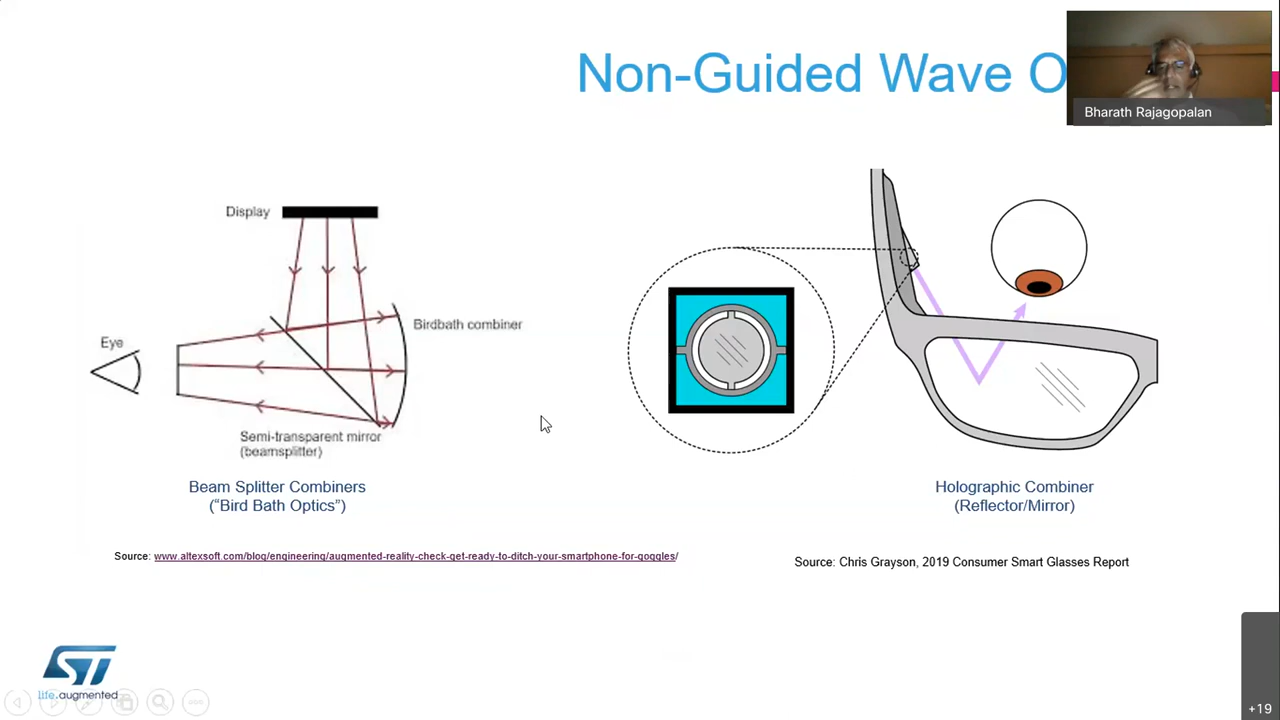 Non-Guided Wave O
Bharath Rajagopalan
Display
Birdbath combiner
Eye
Semi-transparent mirror
(beamsplitter)
Beam Splitter Combiners
(“Bird Bath Optics”)
Holographic Combiner
(Reflector/Mirror)
Source: www.altexsoft.com/blog/engineering/augmented-reality-check-get-ready-to-ditch-your-smartphone-for-goggles/
Source: Chris Grayson, 2019 Consumer Smart Glasses Report
ST
life.augmented
+19